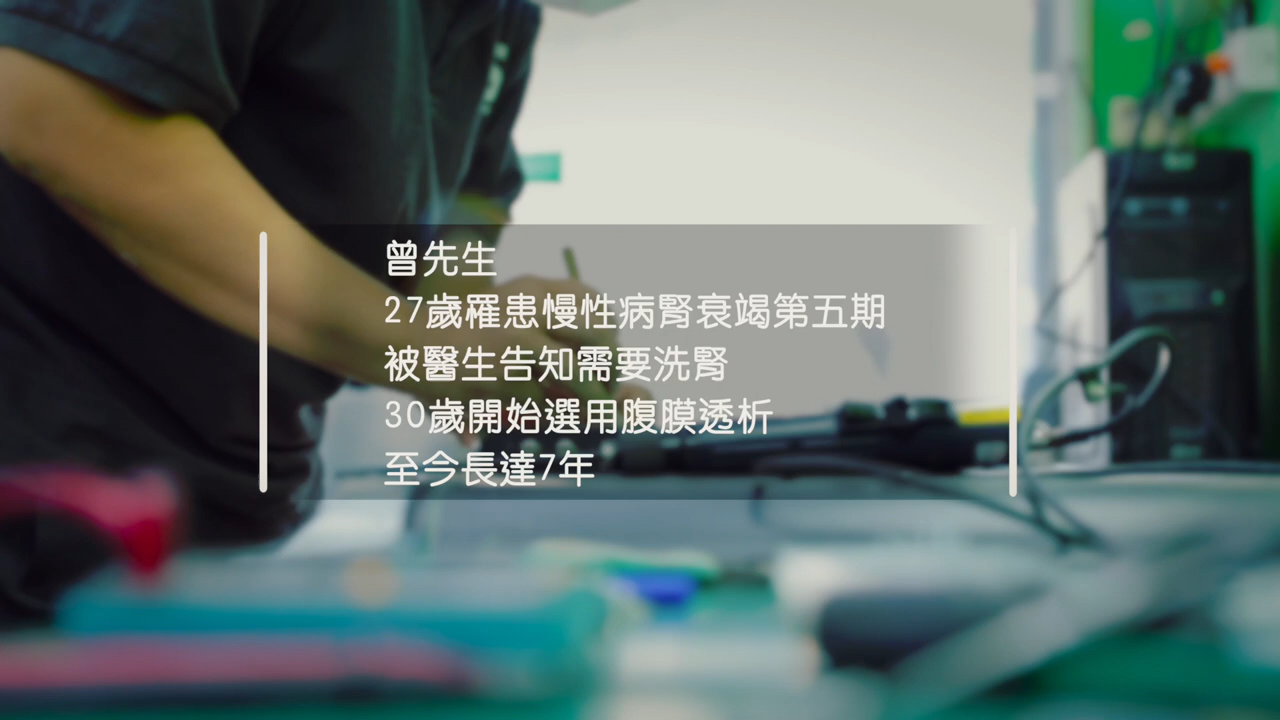 曾先生
27歲罹患慢性病腎衰竭第五期
被醫生告知需要洗腎
30歲開始選用腹膜透析
至今長達7年